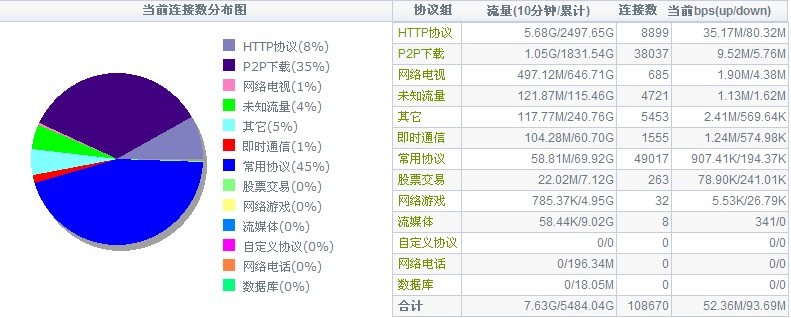 当前连接数分布图
HTTP协议(8%)
P2P下载(35%)
网络电视(1%)
未知流量(4%)
其它(5%)
即时通信(1%)
常用协议(45%)
股票交易(0%)
网络游戏(0%)
流媒体(0%)
自定义协议(0%)
网络电话(0%)
数据库(0%)
协议组 流量(10分钟/累计) 连接数 当前bps(up/down)
HTTP协议 5.68G/2497.65G 8899 35.17M/80.32M
P2P下载 1.05G/1831.54G 38037 9.52M/5.76M
网络电视 497.12M/646.71G 685 1.90M/4.38M
未知流量 121.87M/115.46G 4721 1.13M/1.62M
其它 117.77M/240.76G 5453 2.41M/569.64K
即时通信 104.28M/60.70G 1555 1.24M/574.98K
常用协议 58.81M/69.92G 49017 907.41K/194.37K
股票交易 22.02M/7.12G 263 78.90K/241.01K
网络游戏 785.37K/4.95G 32 5.53K/26.79K
流媒体 58.44K/9.02G 8 341/0
自定义协议 0/0 0 0/0
网络电话 0/196.34M 0 0/0
数据库 0/18.05M 0 0/0
合计 7.63G/5484.04G 108670 52.36M/93.69M